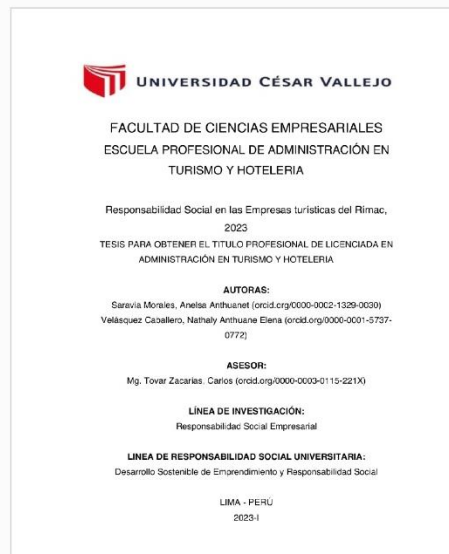 UNIVERSIDAD CÉSAR VALLEJO
FACULTAD DE CIENCIAS EMPRESARIALES
ESCUELA PROFESIONAL DE ADMINISTRACIÓN EN
TURISMO Y HOTELERIA
Responsabilidad Social en las Empresas turísticas del Rimac,
2023
TESIS PARA OBTENER EL TITULO PROFESIONAL DE LICENCIADA EN
ADMINISTRACIÓN EN TURISMO Y HOTELERIA
AUTORAS:
Saravia Morales, Anelsa Anthuanet (orcid.org/0000-0002-1329-0030)
Velásquez Caballero, Nathaly Anthuane Elena (orcid.org/0000-0001-5737-
0772)
ASESOR:
Mg. Tovar Zacarias, Carlos (orcid.org/0000-0003-0115-221X)
LÍNEA DE INVESTIGACIÓN:
Responsabilidad Social Empresarial
LINEA DE RESPONSABILIDAD SOCIAL UNIVERSITARIA:
Desarrollo Sostenible de Emprendimiento y Responsabilidad Social
LIMA - PERÚ
2023-I